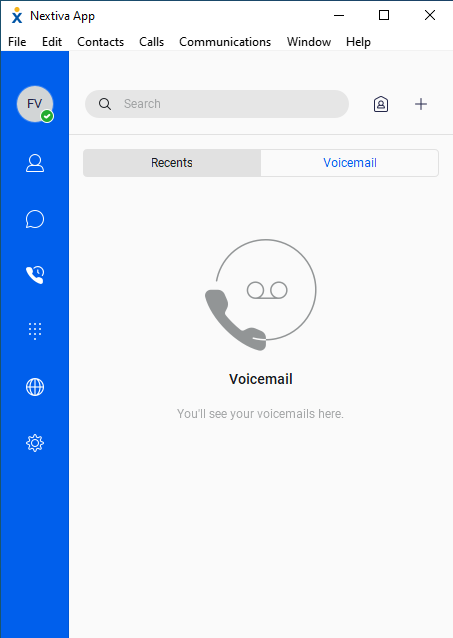 Nextiva App
File Edit Contacts Calls Communications Window Help
FV
Search
Recents Voicemail
Voicemail
You'll see your voicemails here.